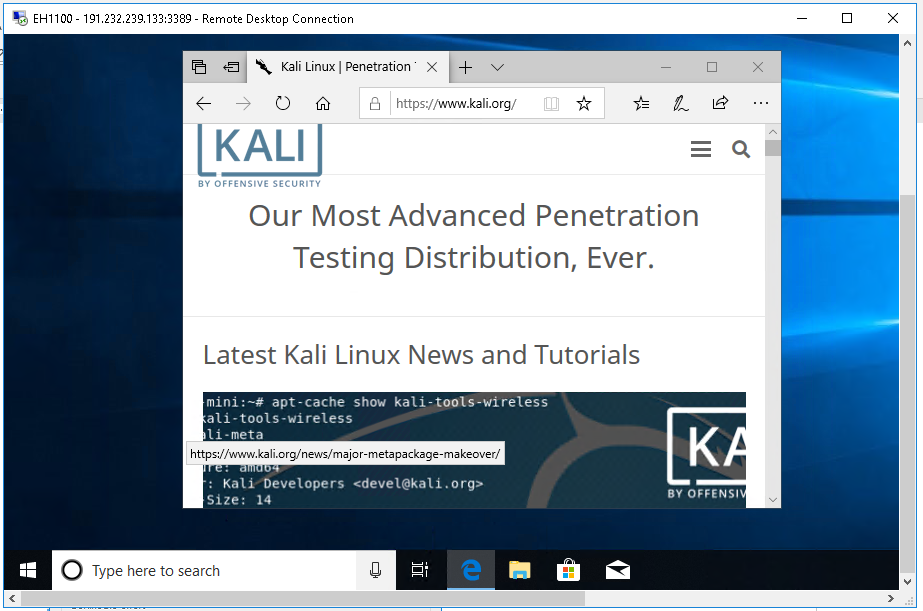 EH1100 - 191.232.239.133:3389 - Remote Desktop Connection
Kali Linux | Penetration
https://www.kali.org/
KALI
BY OFFENSIVE SECURITY
Our Most Advanced Penetration
Testing Distribution, Ever.
Latest Kali Linux News and Tutorials
-mini:~# apt-cache show kali-tools-wireless
kali-tools-wireless
ali-meta
https://www.kali.org/news/major-metapackage-makeover/
ure: amd64
r: Kali Developers <devel@kali.org>
-Size: 14
KA
BY OFFENSIV
Type here to search